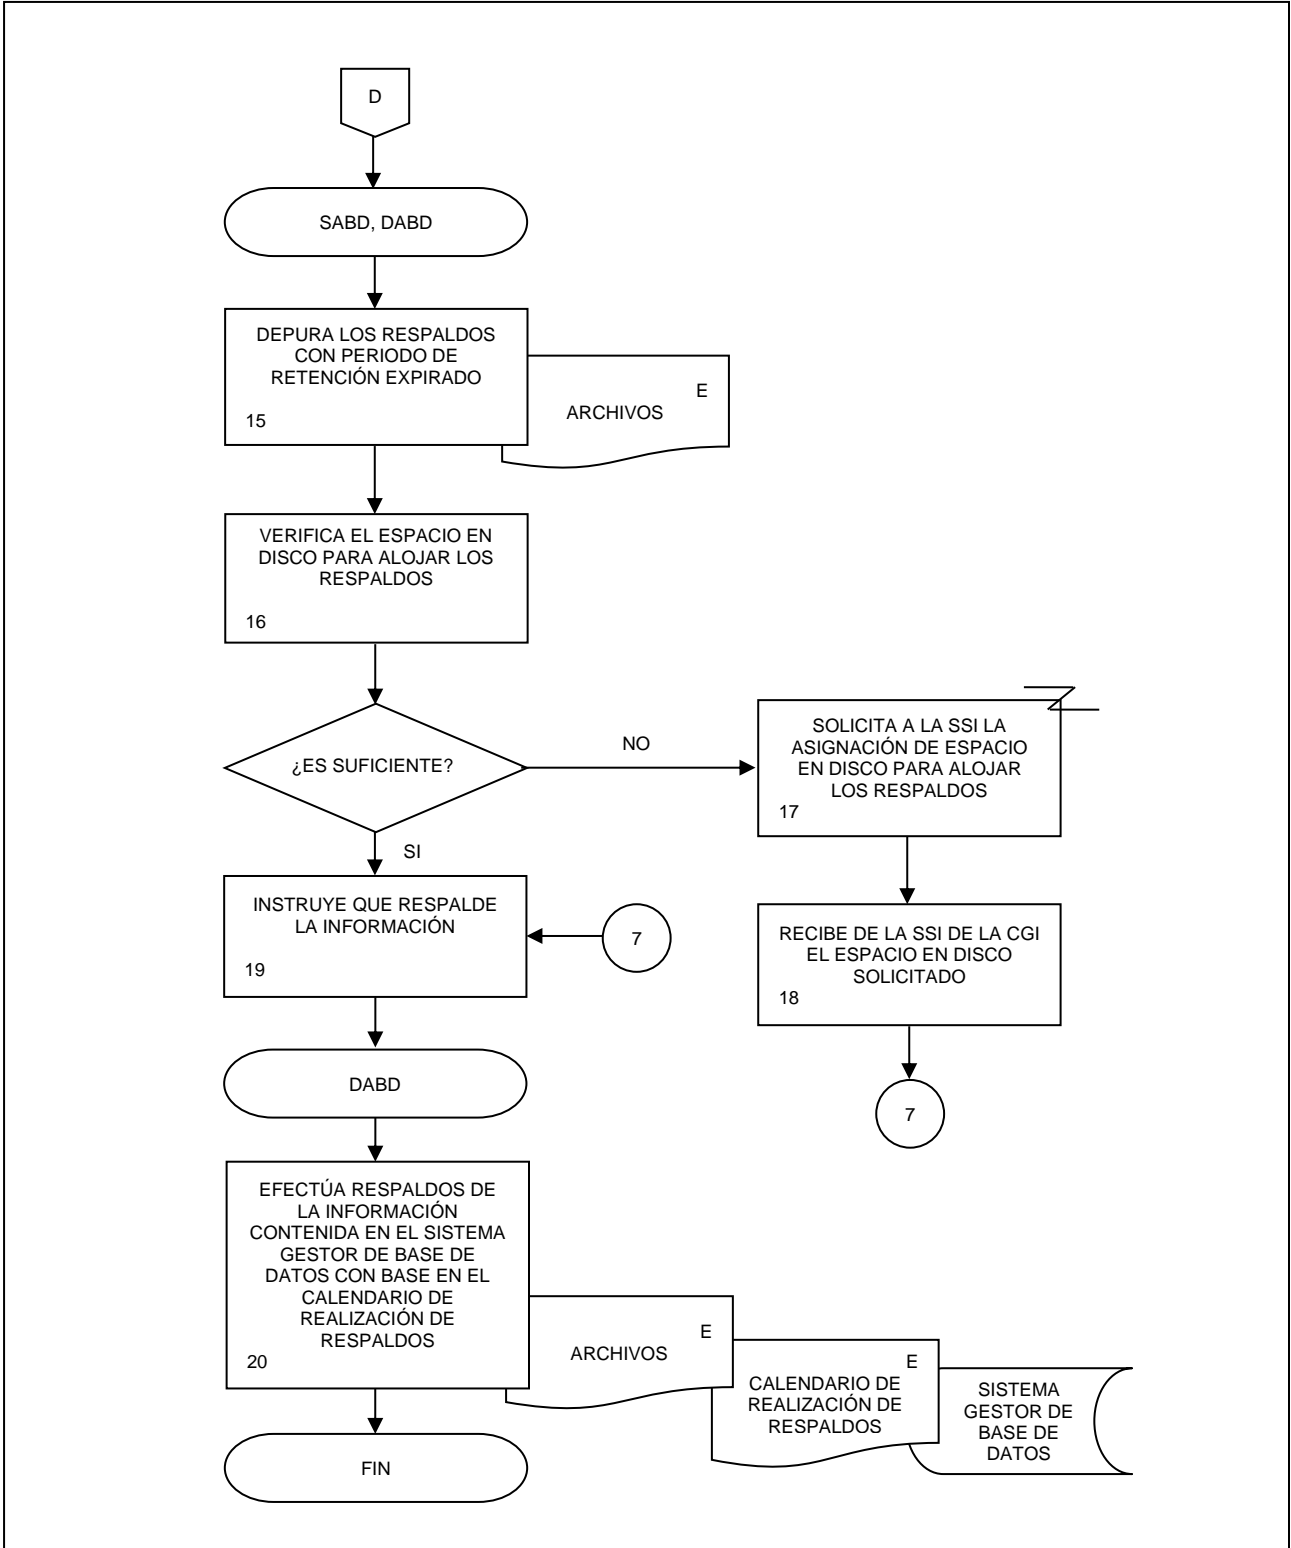 D
SABD, DABD
DEPURA LOS RESPALDOS
CON PERIODO DE
RETENCIÓN EXPIRADO
15
E
ARCHIVOS
VERIFICA EL ESPACIO EN
DISCO PARA ALOJAR LOS
RESPALDOS
16
¿ES SUFICIENTE?
NO
SOLICITA A LA SSI LA
ASIGNACIÓN DE ESPACIO
EN DISCO PARA ALOJAR
LOS RESPALDOS
17
SI
INSTRUYE QUE RESPALDE
LA INFORMACIÓN
19
7
RECIBE DE LA SSI DE LA CGI
EL ESPACIO EN DISCO
SOLICITADO
18
7
DABD
EFECTÚA RESPALDOS DE
LA INFORMACIÓN
CONTENIDA EN EL SISTEMA
GESTOR DE BASE DE
DATOS CON BASE EN EL
CALENDARIO DE
REALIZACIÓN DE
RESPALDOS
20
E
ARCHIVOS
E
CALENDARIO DE
REALIZACIÓN DE
RESPALDOS
SISTEMA
GESTOR DE
BASE DE
DATOS
FIN